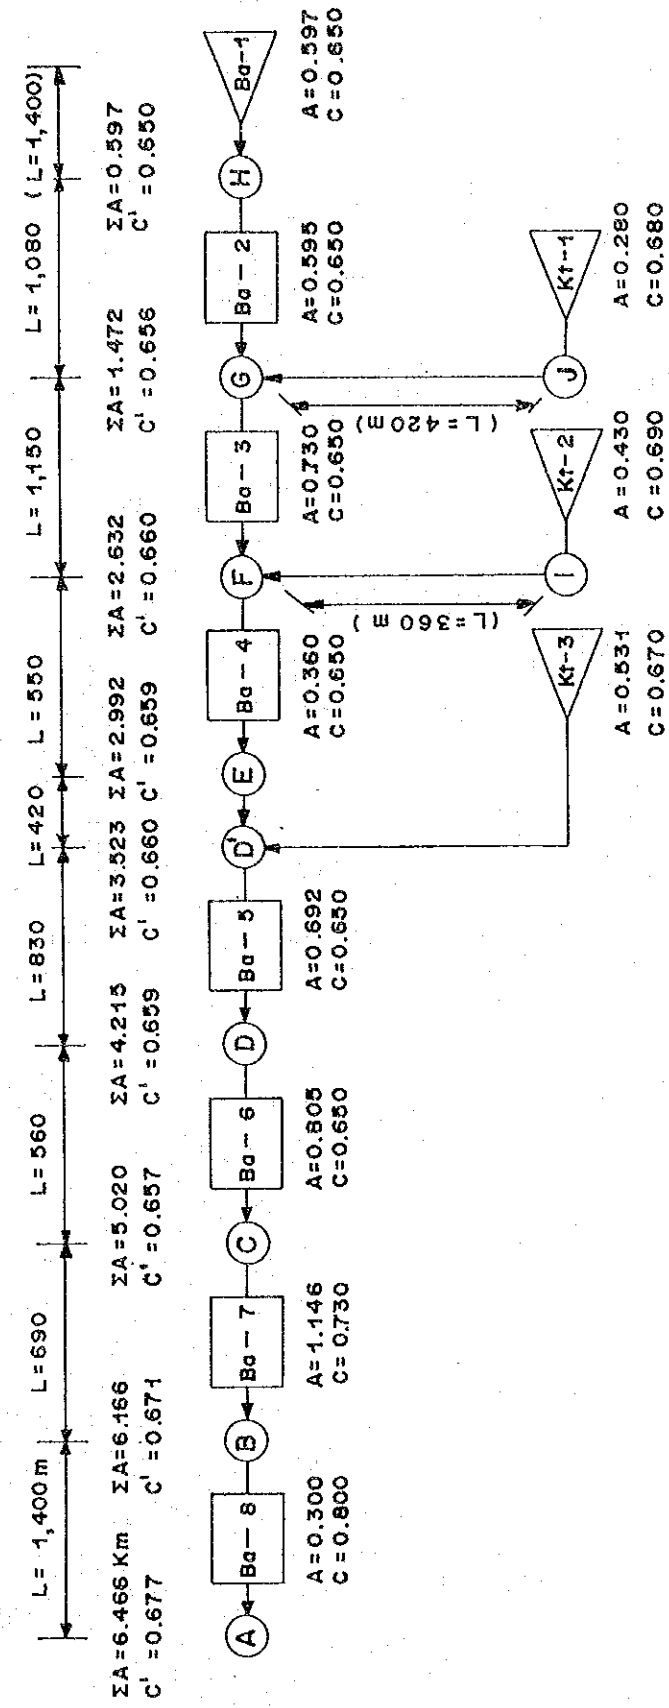 L = 1,400 m
L=690
L=560
L=830
L=420
L=550
L=1,150
L=1,080
(L=1,400)
ΣA=6.466 Km
C' =0.677
ΣA=6.166
C' =0.671
ΣA=5.020
C' =0.657
ΣA=4.215
C' =0.659
ΣA=3.523
C' =0.660
ΣA=2.992
C' =0.659
ΣA=2.632
C' =0.660
ΣA=1.472
C' =0.656
ΣA=0.597
C' =0.650
A
Ba-8
B
Ba-7
C
Ba-6
D
Ba-5
D'
E
Ba-4
F
Ba-3
G
Ba-2
H
Ba-1
A=0.300
C=0.800
A=1.146
C=0.730
A=0.805
C=0.650
A=0.692
C=0.650
A=0.360
C=0.650
A=0.730
C=0.650
A=0.595
C=0.650
A=0.597
C=0.650
(L=360 m)
(L=420m)
Kt-3
I
Kt-2
J
Kt-1
A=0.531
C=0.670
A=0.430
C=0.690
A=0.280
C=0.680